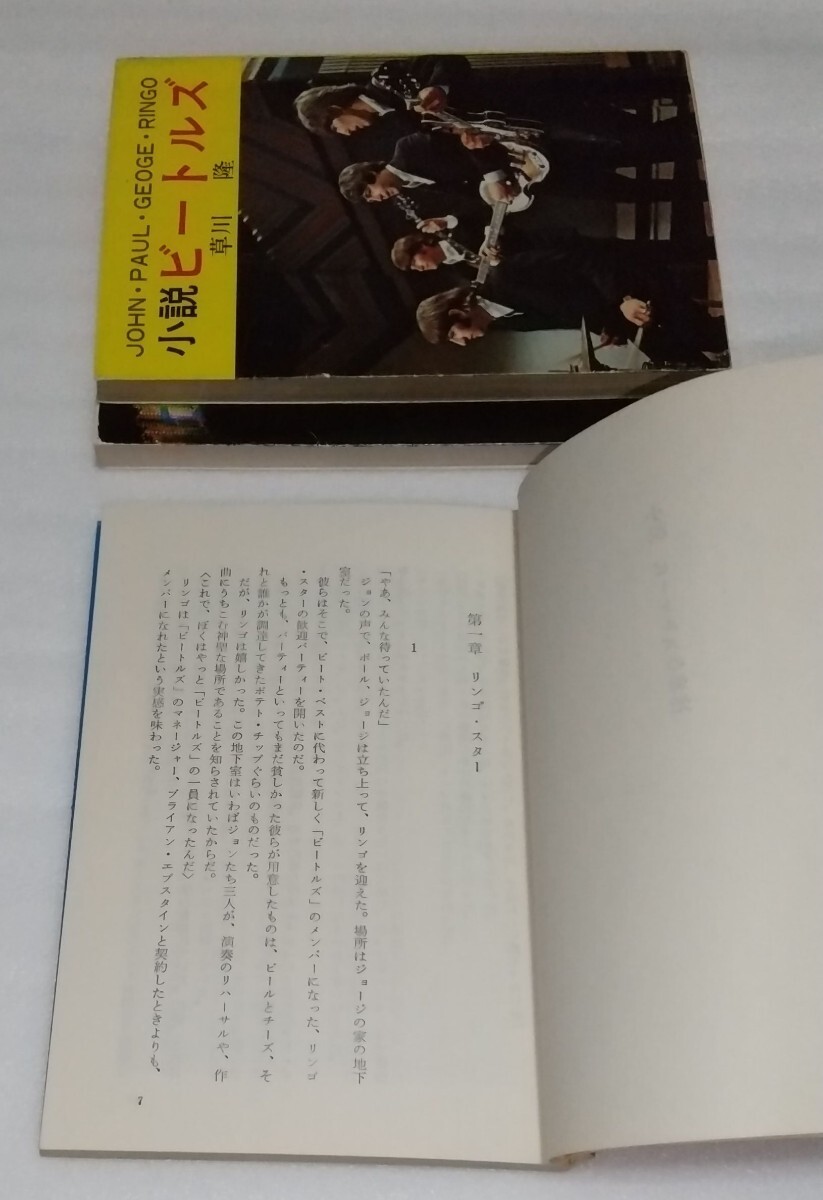 JOHN・PAUL・GEOGE・RINGO
小説ビートルズ
草川 隆
第一章 リンゴ・スター
1
「やあ、みんな待っていたんだ」
ジョンの声で、ポール、ジョージは立ち上って、リンゴを迎えた。場所はジョージの家の地下
室だった。
彼らはそこで、ピート・ベストに代わって新しく「ビートルズ」のメンバーになった、リンゴ
・スターの歓迎パーティーを開いたのだ。
もっとも、パーティーといってもまだ貧しかった彼らが用意したものは、ビールとチーズ、そ
れと誰かが調達してきたポテト・チップぐらいのものだった。
だが、リンゴは嬉しかった。この地下室はいわばジョンたち三人が、演奏のリハーサルや、作
曲にうちこむ神聖な場所であることを知らされていたからだ。
〈これで、ぼくはやっと「ビートルズ」の一員になったんだ〉
リンゴは「ビートルズ」のマネージャー、ブライアン・エプスタインと契約したときよりも、
メンバーになれたという実感を味わった。
7